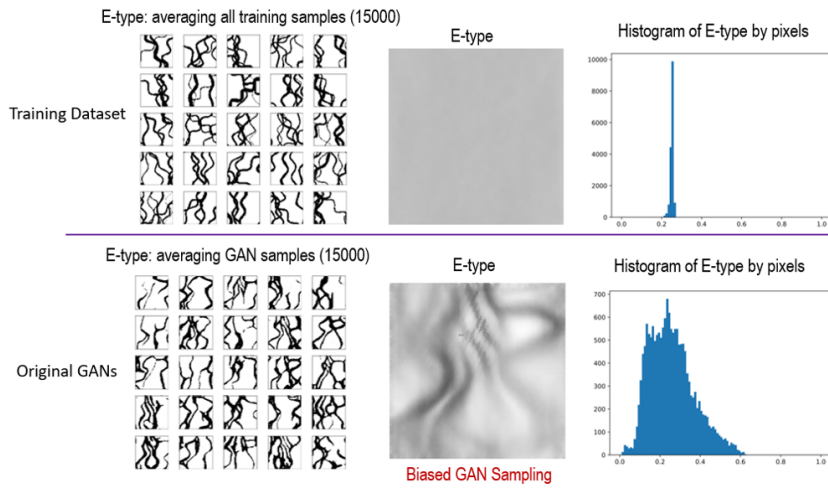 E-type: averaging all training samples (15000)
E-type
Histogram of E-type by pixels
Training Dataset
10000
8000
6000
4000
2000
0
0.0 0.2 0.4 0.6 0.8 1.0
E-type: averaging GAN samples (15000)
E-type
Histogram of E-type by pixels
Original GANs
700
600
500
400
300
200
100
0
0.0 0.2 0.4 0.6 0.8 1.0
Biased GAN Sampling